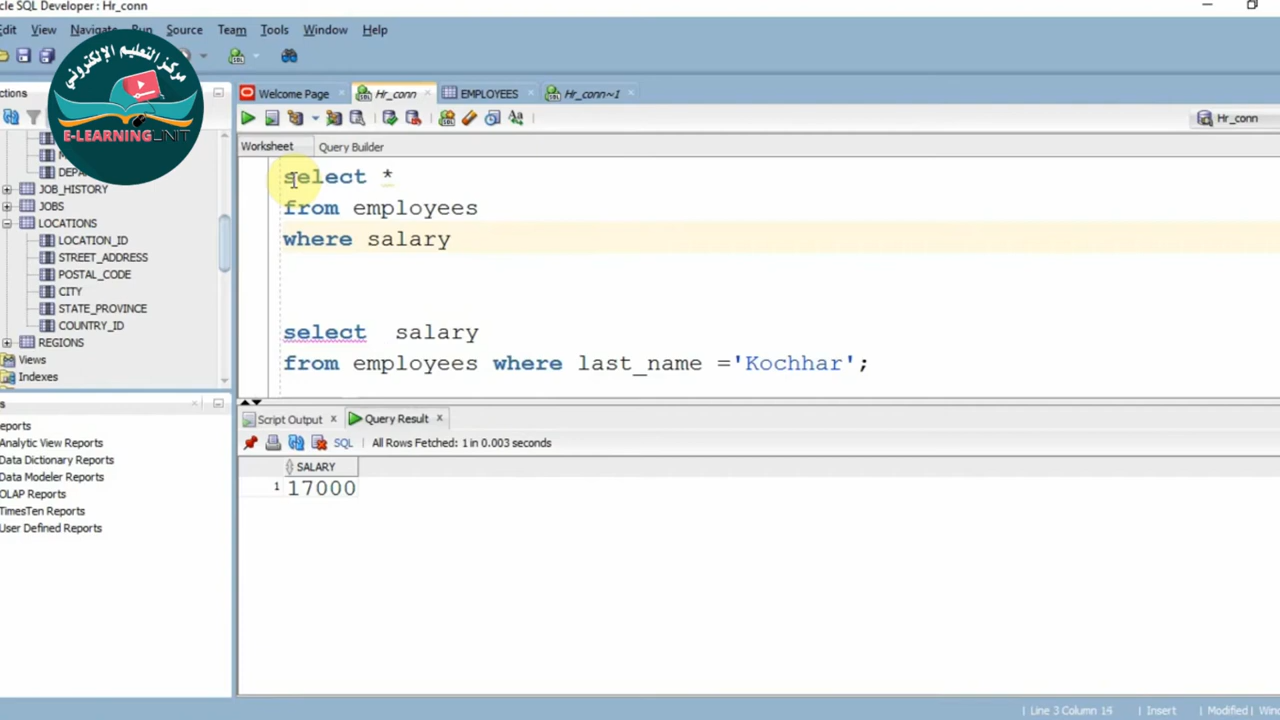 cle SQL Developer : Hr_conn
Edit View Navigate Run Source Team Tools Window Help
مركز التعليم الإلكتروني
E-LEARNING UNIT
ctions
Welcome Page
Hr_conn
EMPLOYEES
Hr_conn~1
Hr_conn
Worksheet
Query Builder
DEPA
JOB_HISTORY
JOBS
LOCATIONS
LOCATION_ID
STREET_ADDRESS
POSTAL_CODE
CITY
STATE_PROVINCE
COUNTRY_ID
REGIONS
Views
Indexes
select *
from employees
where salary
select salary
from employees where last_name ='Kochhar';
s
eports
Analytic View Reports
Data Dictionary Reports
Data Modeler Reports
OLAP Reports
TimesTen Reports
User Defined Reports
Script Output
Query Result
SQL
All Rows Fetched: 1 in 0.003 seconds
SALARY
1 17000
Line 3 Column 14
Insert
Modified
Win